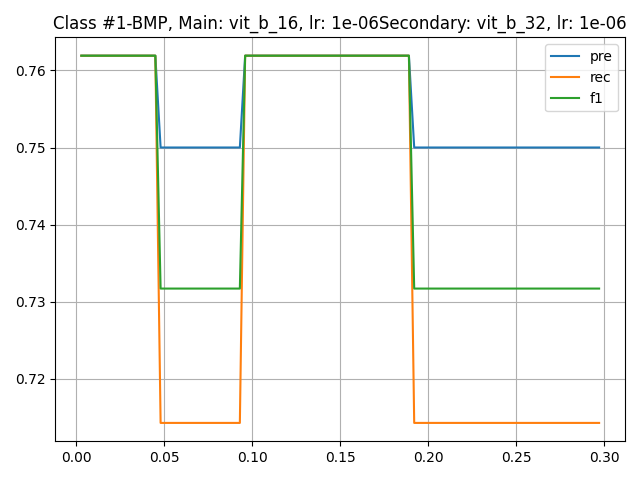 Class #1-BMP, Main: vit_b_16, lr: 1e-06Secondary: vit_b_32, lr: 1e-06
pre
rec
f1
0.76
0.75
0.74
0.73
0.72
0.00 0.05 0.10 0.15 0.20 0.25 0.30